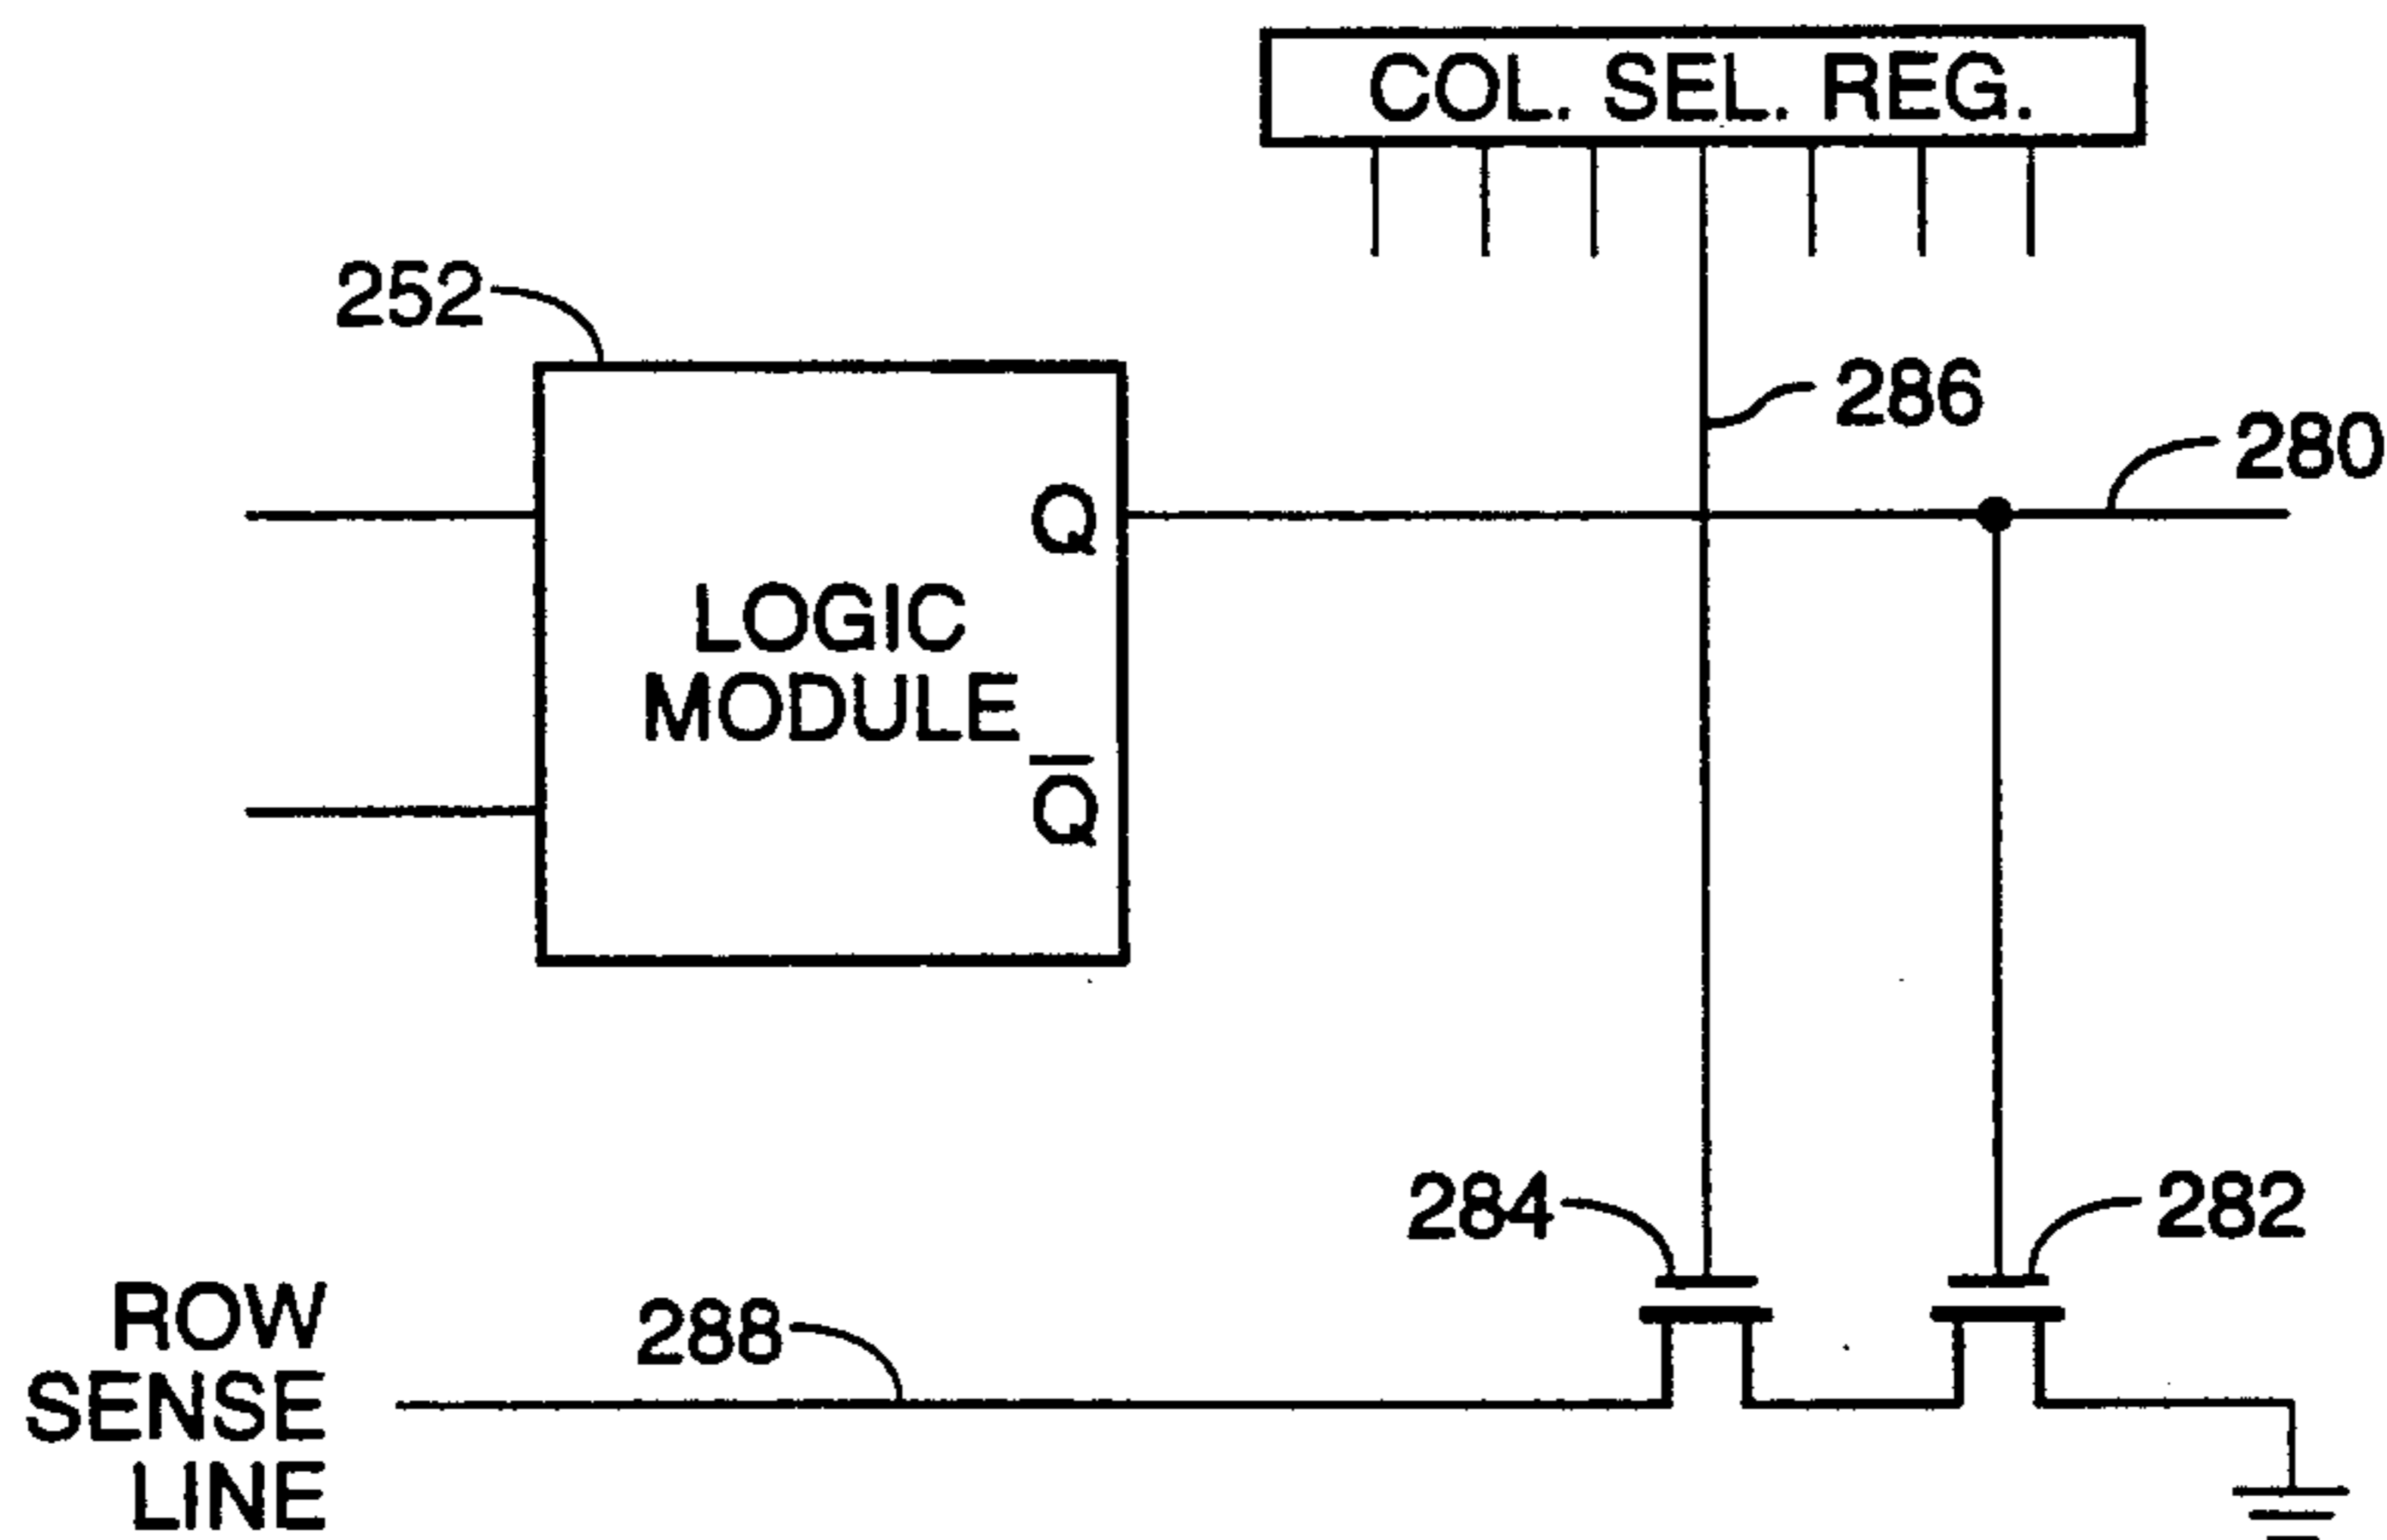 COL. SEL. REG.
252
286
280
Q
LOGIC
MODULE
Q̅
284
282
288
ROW
SENSE
LINE